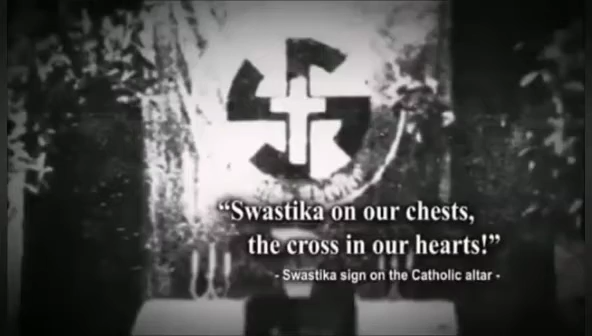 “Swastika on our chests,
the cross in our hearts!”
- Swastika sign on the Catholic altar -